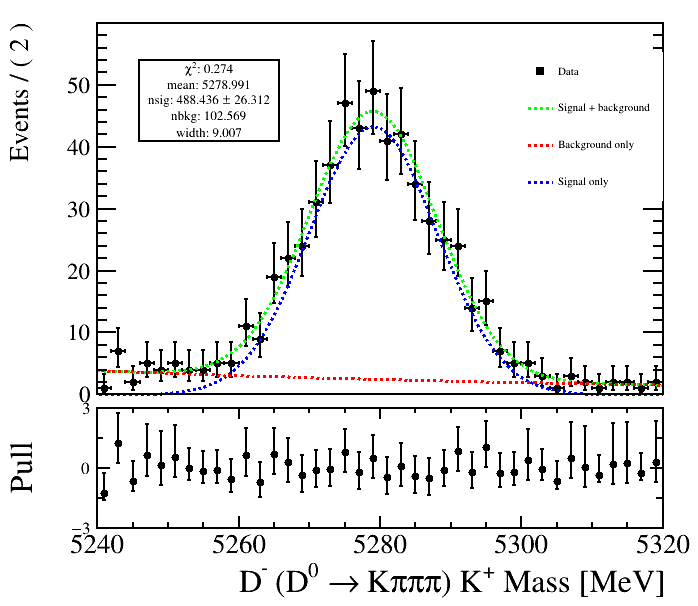 Events / ( 2 )
50
40
30
20
10
0
χ²: 0.274
mean: 5278.991
nsig: 488.436 ± 26.312
nbkg: 102.569
width: 9.007
Data
Signal + background
Background only
Signal only
Pull
3
0
−3
5240 5260 5280 5300 5320
D⁻ (D⁰ → Kπππ) K⁺ Mass [MeV]